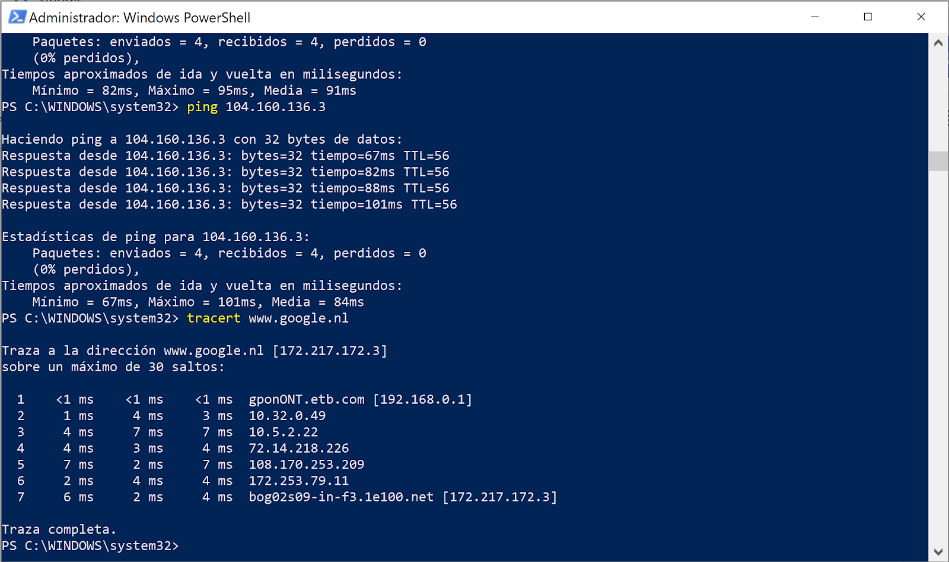 Administrador: Windows PowerShell
Paquetes: enviados = 4, recibidos = 4, perdidos = 0
(0% perdidos),
Tiempos aproximados de ida y vuelta en milisegundos:
Mínimo = 82ms, Máximo = 95ms, Media = 91ms
PS C:\WINDOWS\system32> ping 104.160.136.3
Haciendo ping a 104.160.136.3 con 32 bytes de datos:
Respuesta desde 104.160.136.3: bytes=32 tiempo=67ms TTL=56
Respuesta desde 104.160.136.3: bytes=32 tiempo=82ms TTL=56
Respuesta desde 104.160.136.3: bytes=32 tiempo=88ms TTL=56
Respuesta desde 104.160.136.3: bytes=32 tiempo=101ms TTL=56
Estadísticas de ping para 104.160.136.3:
Paquetes: enviados = 4, recibidos = 4, perdidos = 0
(0% perdidos),
Tiempos aproximados de ida y vuelta en milisegundos:
Mínimo = 67ms, Máximo = 101ms, Media = 84ms
PS C:\WINDOWS\system32> tracert www.google.nl
Traza a la dirección www.google.nl [172.217.172.3]
sobre un máximo de 30 saltos:
1 <1 ms <1 ms <1 ms gponONT.etb.com [192.168.0.1]
2 1 ms 4 ms 3 ms 10.32.0.49
3 4 ms 7 ms 7 ms 10.5.2.22
4 4 ms 3 ms 4 ms 72.14.218.226
5 7 ms 2 ms 7 ms 108.170.253.209
6 2 ms 4 ms 4 ms 172.253.79.11
7 6 ms 2 ms 4 ms bog02s09-in-f3.1e100.net [172.217.172.3]
Traza completa.
PS C:\WINDOWS\system32>